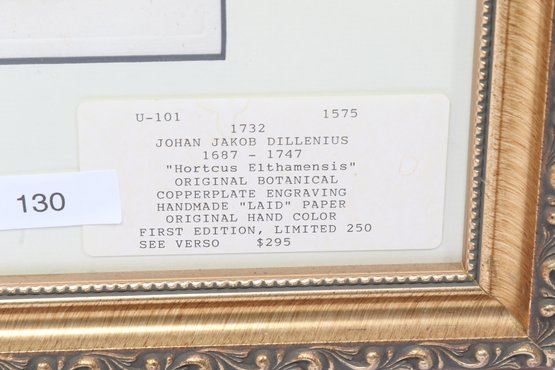 U-101 1575
1732
JOHAN JAKOB DILLENIUS
1687 - 1747
"Hortcus Elthamensis"
ORIGINAL BOTANICAL
COPPERPLATE ENGRAVING
HANDMADE "LAID" PAPER
ORIGINAL HAND COLOR
FIRST EDITION, LIMITED 250
SEE VERSO $295
130